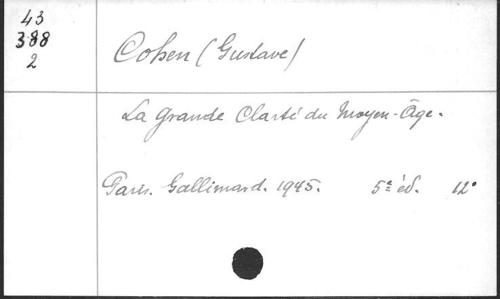 43
388
2
Cohen (Gustave)
La Grande Clarté du Moyen-Âge.
Paris. Gallimard. 1945. 5e éd. 12°